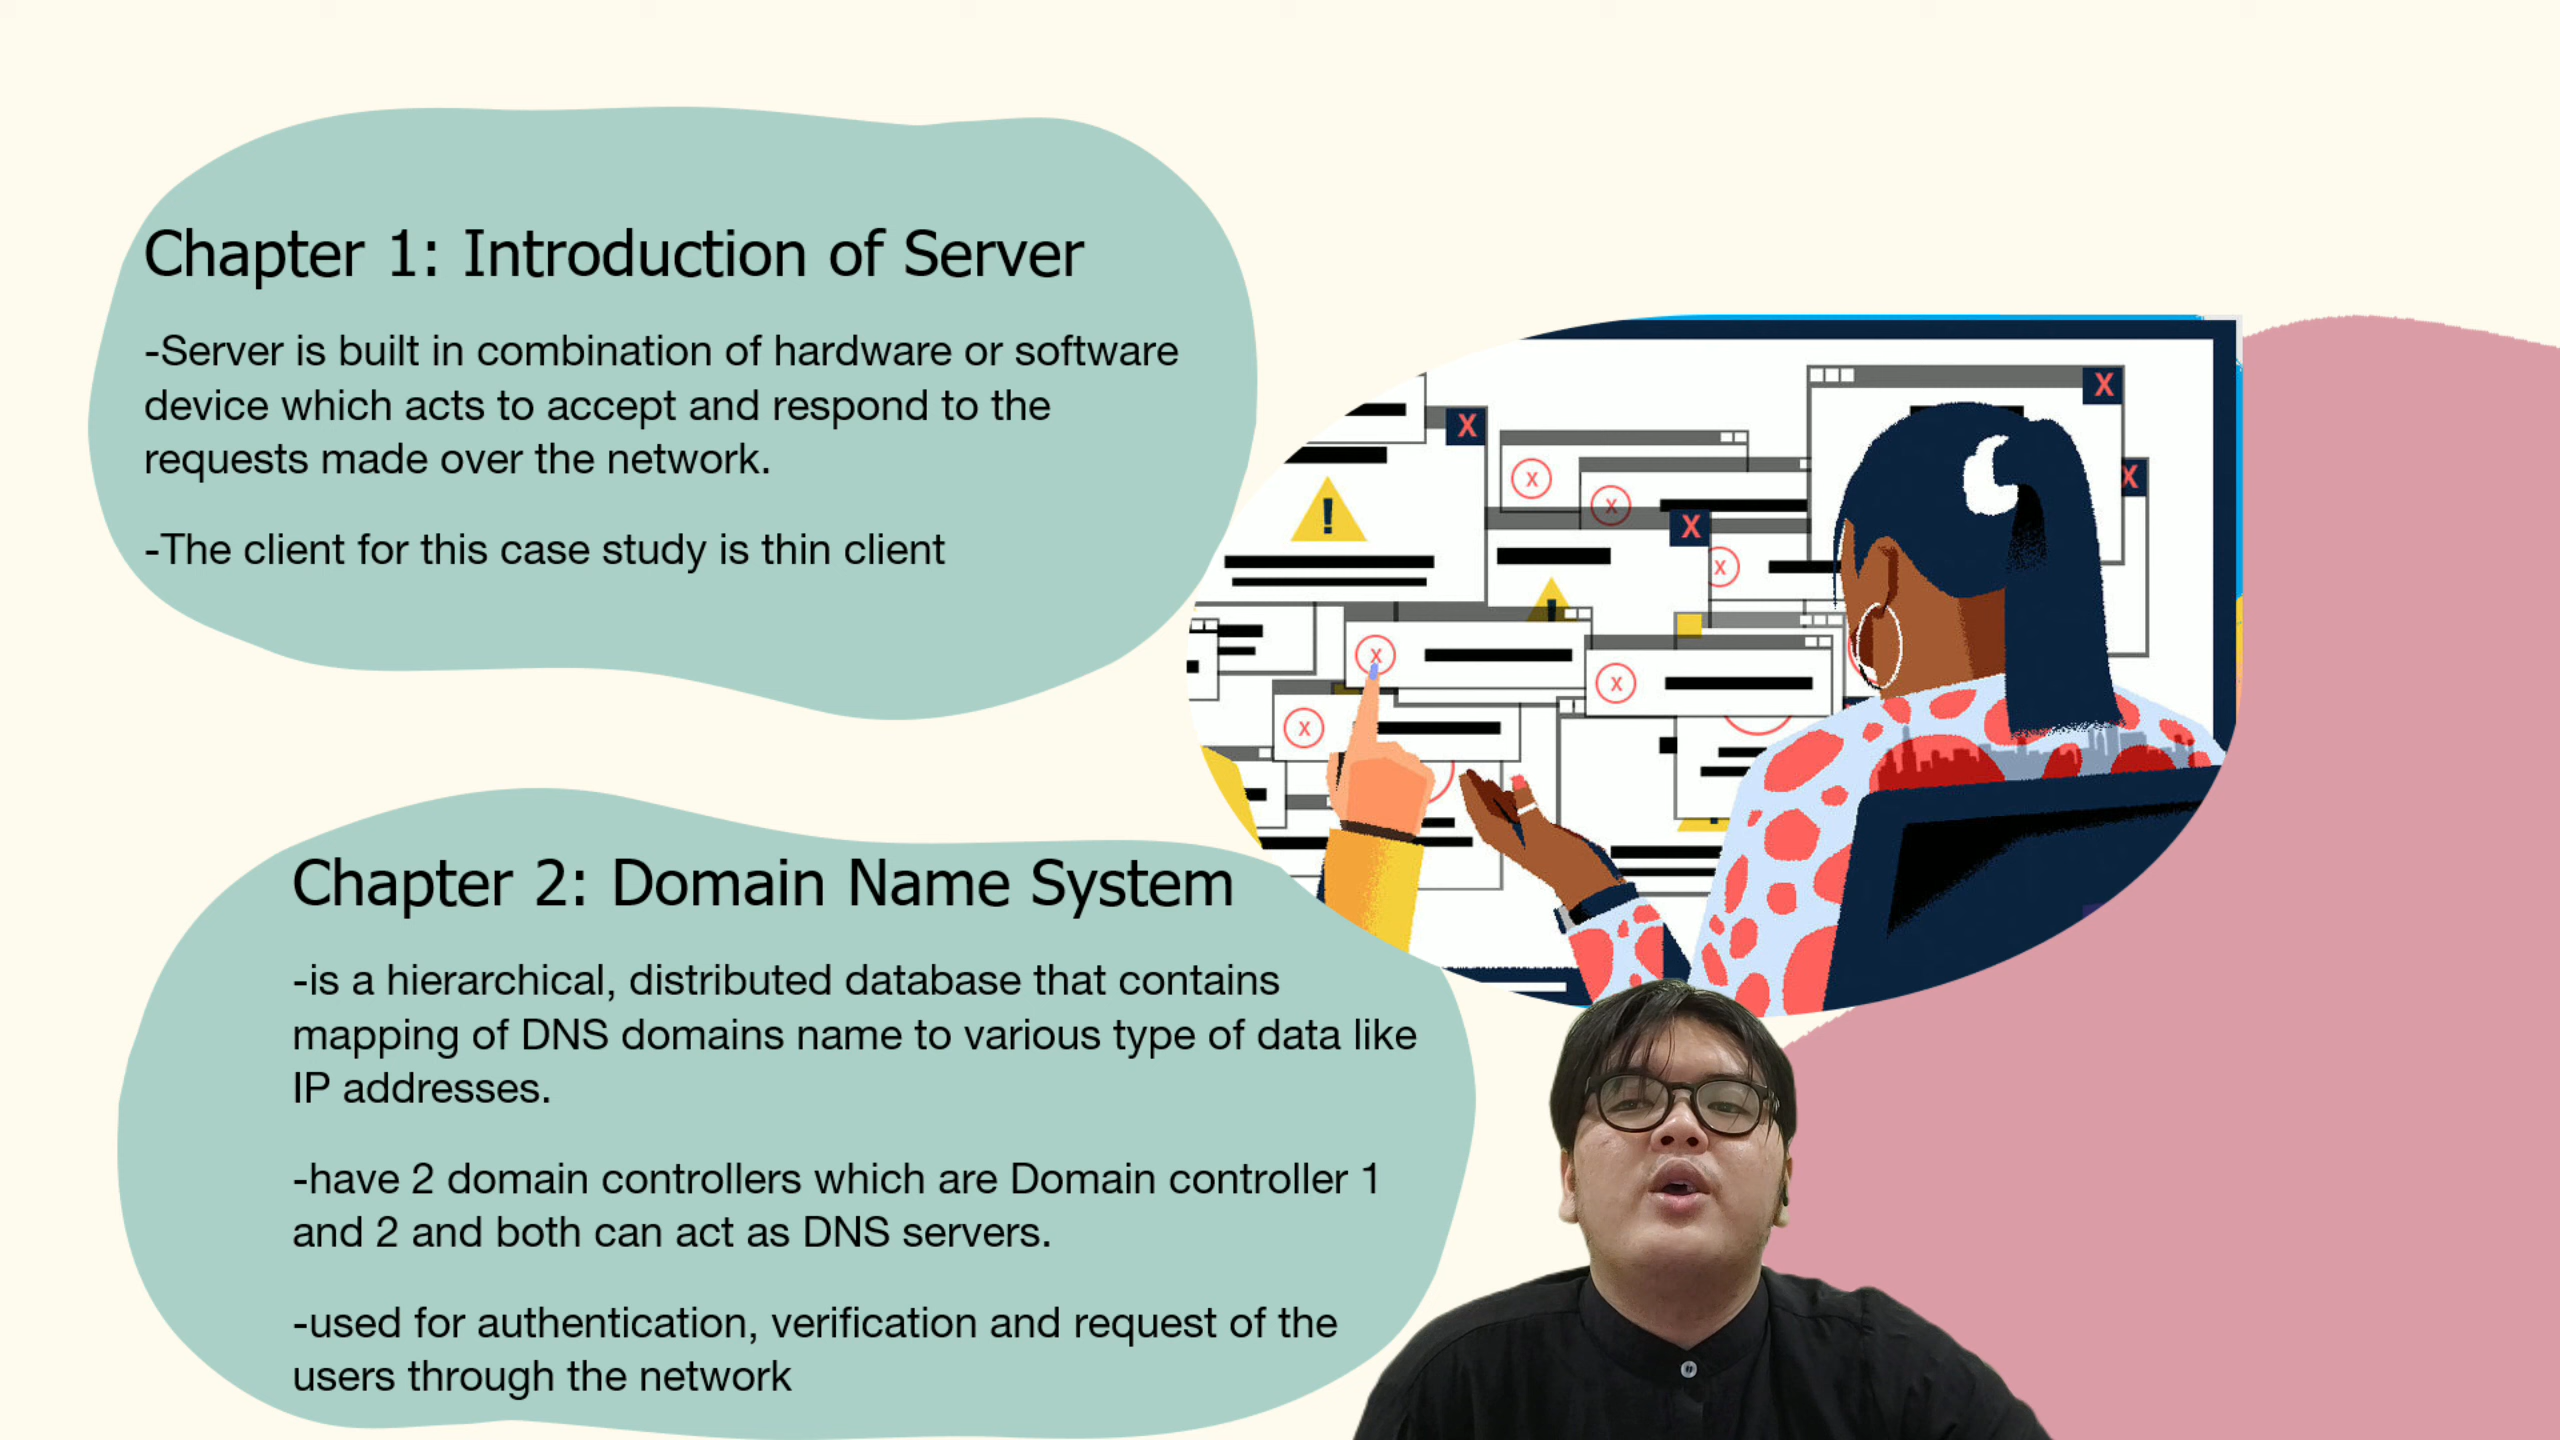 Chapter 1: Introduction of Server
-Server is built in combination of hardware or software
device which acts to accept and respond to the
requests made over the network.
-The client for this case study is thin client
X
X
X
X
X
X
X
X
!
X
X
X
Chapter 2: Domain Name System
-is a hierarchical, distributed database that contains
mapping of DNS domains name to various type of data like
IP addresses.
-have 2 domain controllers which are Domain controller 1
and 2 and both can act as DNS servers.
-used for authentication, verification and request of the
users through the network